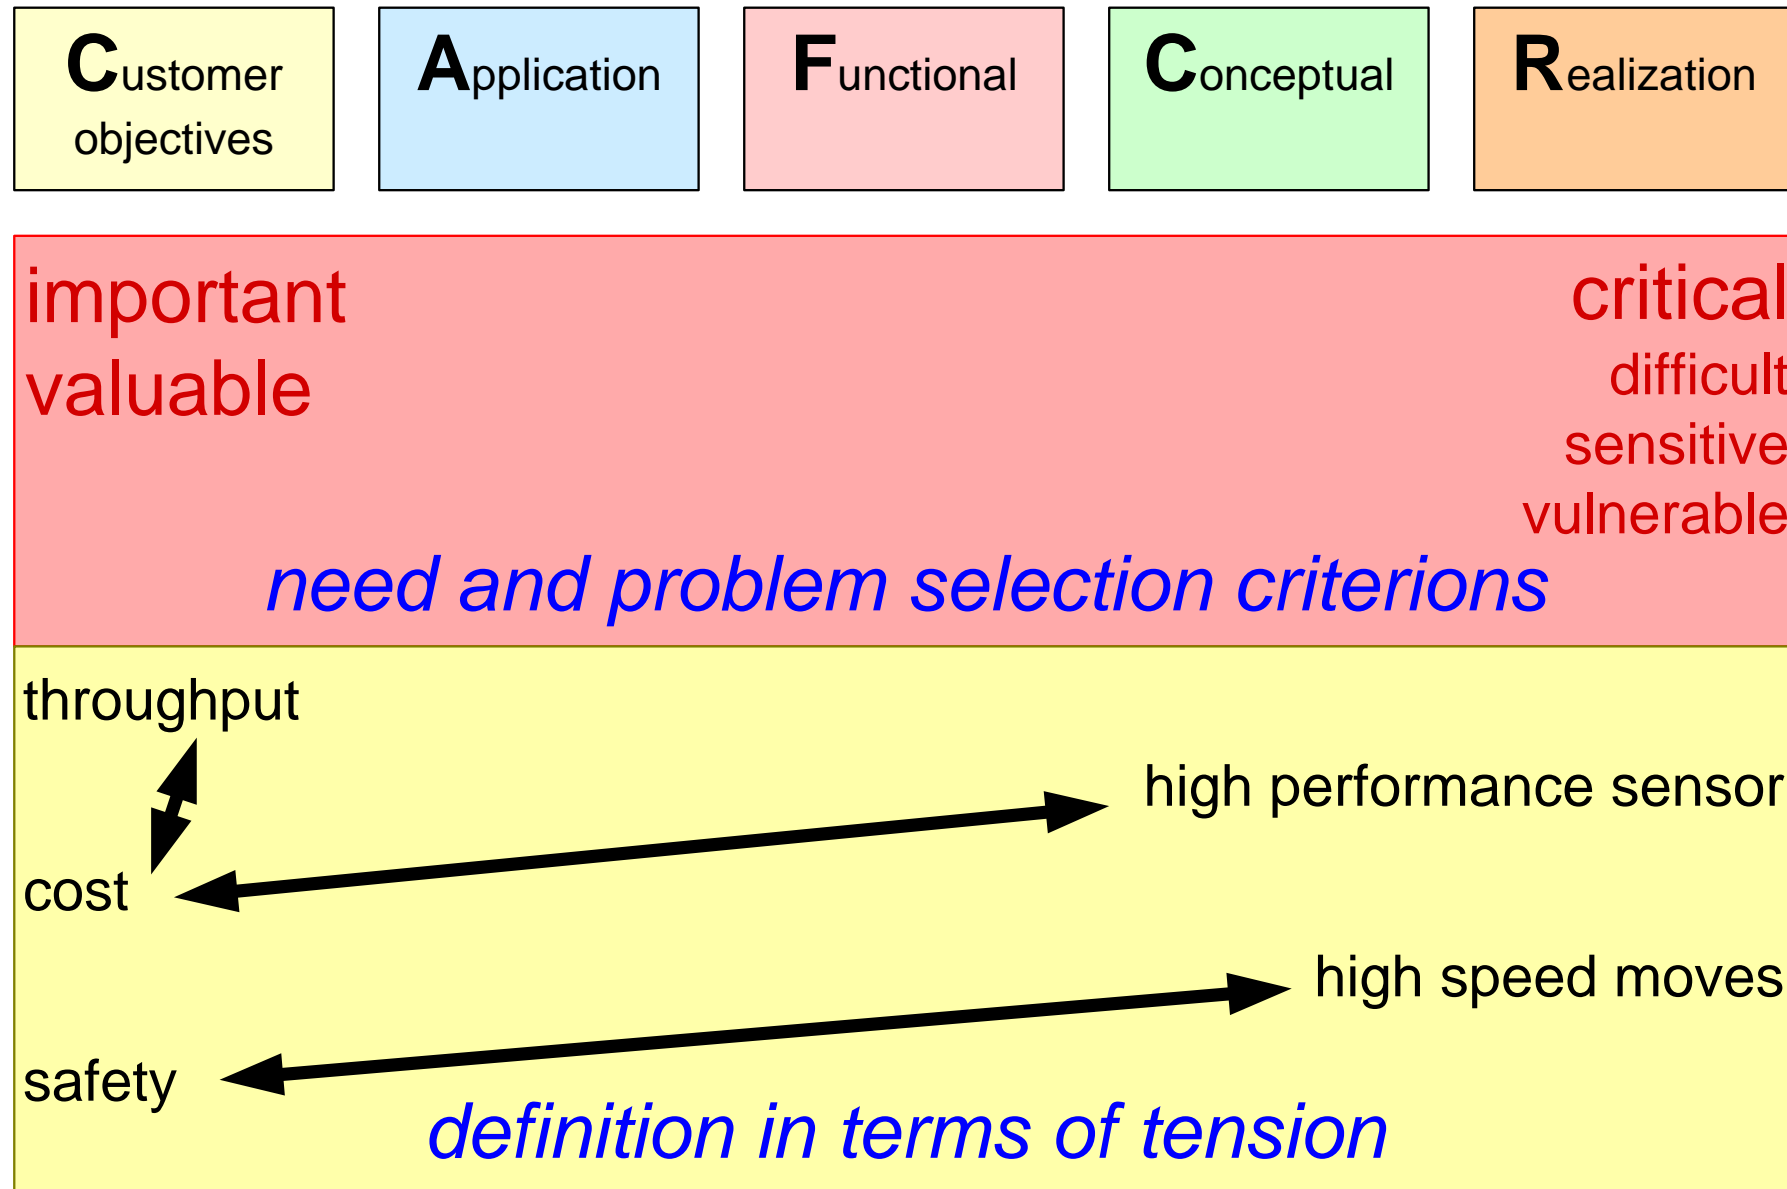 Customer
objectives
Application
Functional
Conceptual
Realization
important
valuable
critical
difficult
sensitive
vulnerable
need and problem selection criterions
throughput
high performance sensor
cost
high speed moves
safety
definition in terms of tension